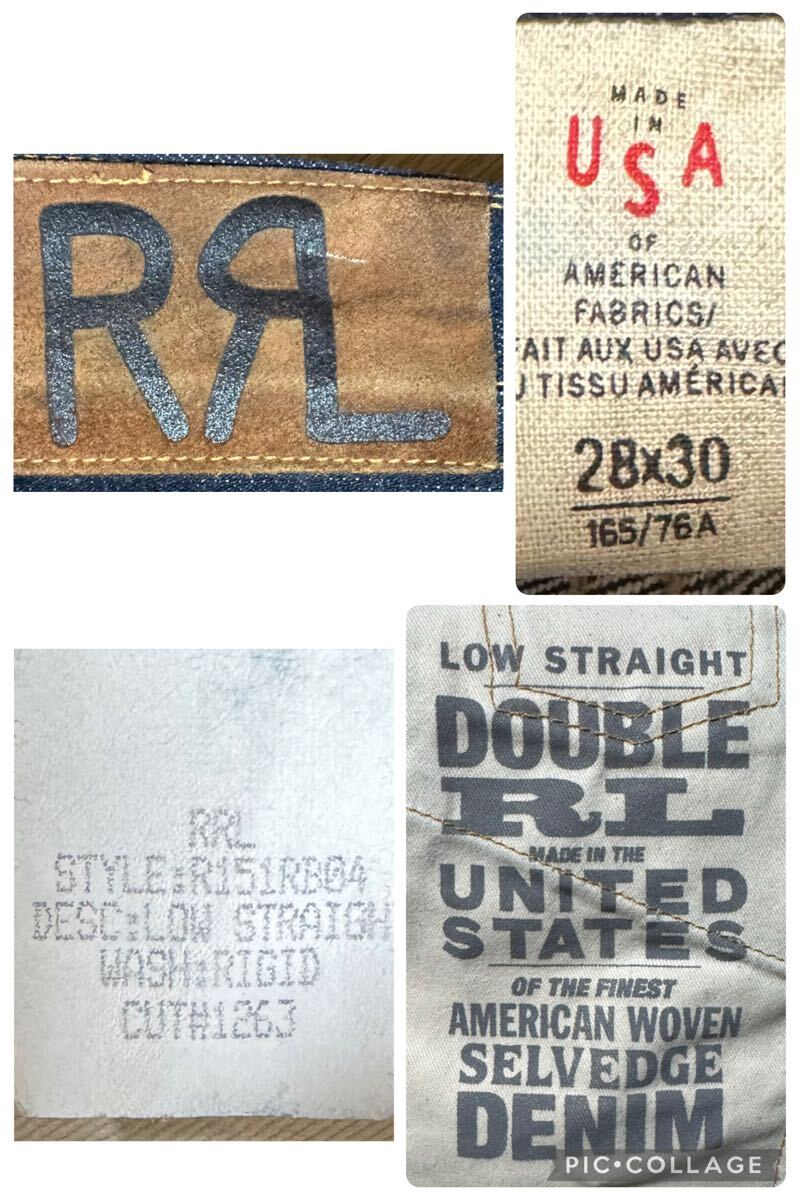 RRL
MADE
IN
USA
OF
AMERICAN
FABRICS/
FAIT AUX USA AVEC
TISSU AMÉRICAI
28x30
165/76A
RRL
STYLE:R151RB04
DESC:LOW STRAIGH
WASH:RIGID
CUT#1263
LOW STRAIGHT
DOUBLE
RL
MADE IN THE
UNITED
STATES
OF THE FINEST
AMERICAN WOVEN
SELVEDGE
DENIM
PIC•COLLAGE